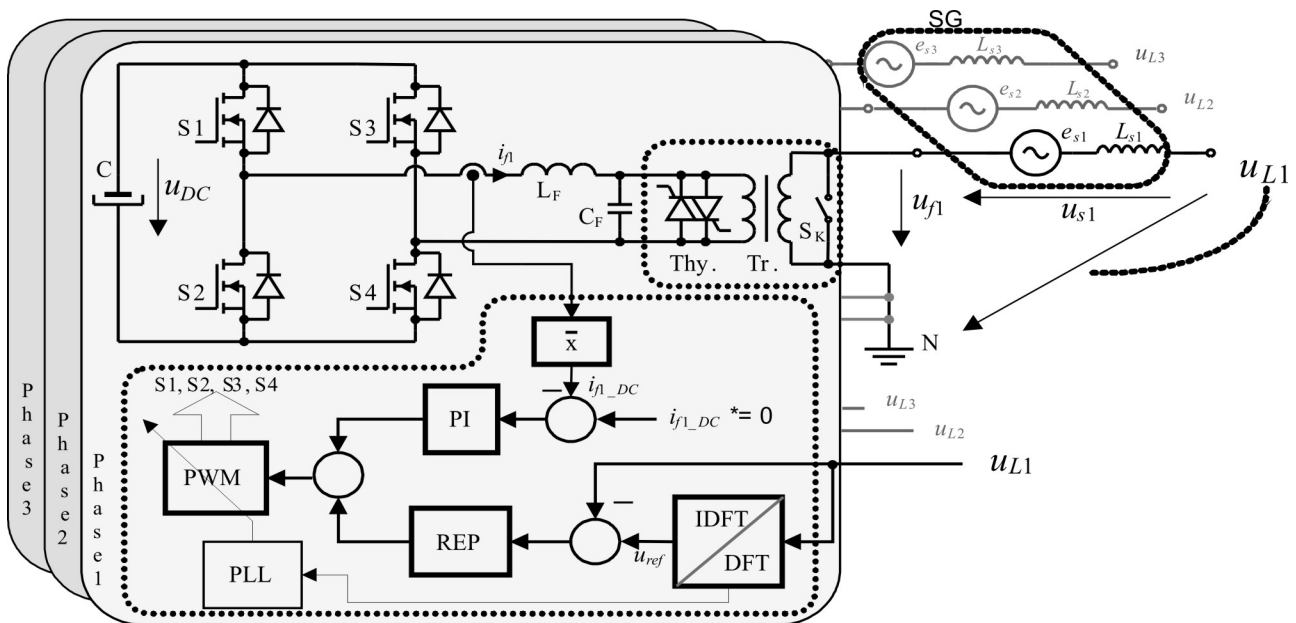 SG
e_s3
L_s3
u_L3
e_s2
L_s2
u_L2
e_s1
L_s1
u_L1
S1
S3
i_f1
C
u_DC
L_F
C_F
S_K
u_f1
u_s1
S2
S4
Thy.
Tr.
N
x̄
S1, S2, S3, S4
i_f1_DC
PI
i_f1_DC *= 0
u_L3
u_L2
PWM
u_L1
REP
u_ref
IDFT
DFT
PLL
Phase3
Phase2
Phase1